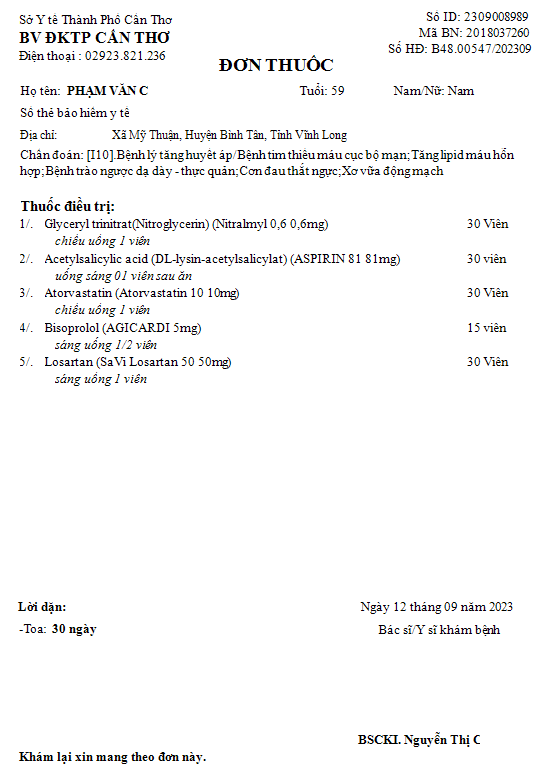 Sở Y tế Thành Phố Cần Thơ
BV ĐKTP CẦN THƠ
Điện thoại : 02923.821.236
Số ID: 2309008989
Mã BN: 2018037260
Số HĐ: B48.00547/202309
ĐƠN THUỐC
Họ tên: PHẠM VĂN C Tuổi: 59 Nam/Nữ: Nam
Số thẻ bảo hiểm y tế
Địa chỉ: Xã Mỹ Thuận, Huyện Bình Tân, Tỉnh Vĩnh Long
Chẩn đoán: [I10].Bệnh lý tăng huyết áp/Bệnh tim thiếu máu cục bộ mạn;Tăng lipid máu hỗn
hợp;Bệnh trào ngược dạ dày - thực quản;Cơn đau thắt ngực;Xơ vữa động mạch
Thuốc điều trị:
1/. Glyceryl trinitrat(Nitroglycerin) (Nitralmyl 0,6 0,6mg) 30 Viên
chiều uống 1 viên
2/. Acetylsalicylic acid (DL-lysin-acetylsalicylat) (ASPIRIN 81 81mg) 30 viên
uống sáng 01 viên sau ăn
3/. Atorvastatin (Atorvastatin 10 10mg) 30 Viên
chiều uống 1 viên
4/. Bisoprolol (AGICARDI 5mg) 15 viên
sáng uống 1/2 viên
5/. Losartan (SaVi Losartan 50 50mg) 30 Viên
sáng uống 1 viên
Lời dặn:
-Toa: 30 ngày
Ngày 12 tháng 09 năm 2023
Bác sĩ/Y sĩ khám bệnh
BSCKI. Nguyễn Thị C
Khám lại xin mang theo đơn này.